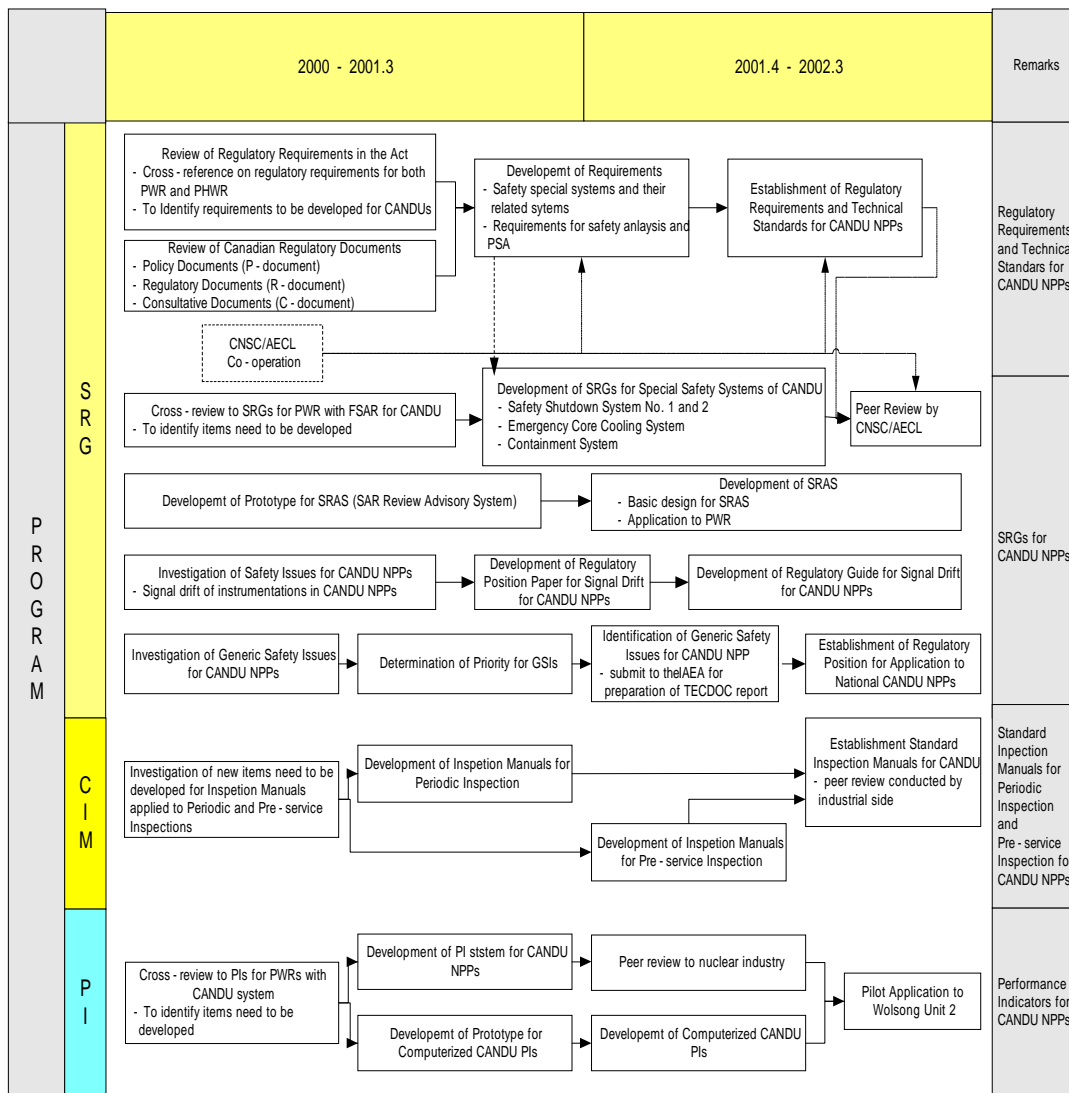 2000 - 2001.3
2001.4 - 2002.3
Remarks
PROGRAM
SRG
Review of Regulatory Requirements in the Act
- Cross - reference on regulatory requirements for both
PWR and PHWR
- To Identify requirements to be developed for CANDUs
Review of Canadian Regulatory Documents
- Policy Documents (P - document)
- Regulatory Documents (R - document)
- Consultative Documents (C - document)
Developemt of Requirements
- Safety special systems and their
related sytems
- Requirements for safety anlaysis and
PSA
Establishment of Regulatory
Requirements and Technical
Standards for CANDU NPPs
Regulatory
Requirements
and Technica
Standars for
CANDU NPPs
CNSC/AECL
Co - operation
Cross - review to SRGs for PWR with FSAR for CANDU
- To identify items need to be developed
Development of SRGs for Special Safety Systems of CANDU
- Safety Shutdown System No. 1 and 2
- Emergency Core Cooling System
- Containment System
Peer Review by
CNSC/AECL
Developemt of Prototype for SRAS (SAR Review Advisory System)
Development of SRAS
- Basic design for SRAS
- Application to PWR
SRGs for
CANDU NPPs
Investigation of Safety Issues for CANDU NPPs
- Signal drift of instrumentations in CANDU NPPs
Development of Regulatory
Position Paper for Signal Drift
for CANDU NPPs
Development of Regulatory Guide for Signal Drift
for CANDU NPPs
Investigation of Generic Safety Issues
for CANDU NPPs
Determination of Priority for GSIs
Identification of Generic Safety
Issues for CANDU NPP
- submit to theIAEA for
preparation of TECDOC report
Establishment of Regulatory
Position for Application to
National CANDU NPPs
CIM
Investigation of new items need to be
developed for Inspetion Manuals
applied to Periodic and Pre - service
Inspections
Development of Inspetion Manuals for
Periodic Inspection
Development of Inspetion Manuals
for Pre - service Inspection
Establishment Standard
Inspection Manuals for CANDU
- peer review conducted by
industrial side
Standard
Inpection
Manuals for
Periodic
Inspection
and
Pre - service
Inspection fo
CANDU NPPs
PI
Cross - review to PIs for PWRs with
CANDU system
- To identify items need to be
developed
Development of PI ststem for CANDU
NPPs
Peer review to nuclear industry
Developemt of Prototype for
Computerized CANDU PIs
Developemt of Computerized CANDU
PIs
Pilot Application to
Wolsong Unit 2
Performance
Indicators for
CANDU NPPs